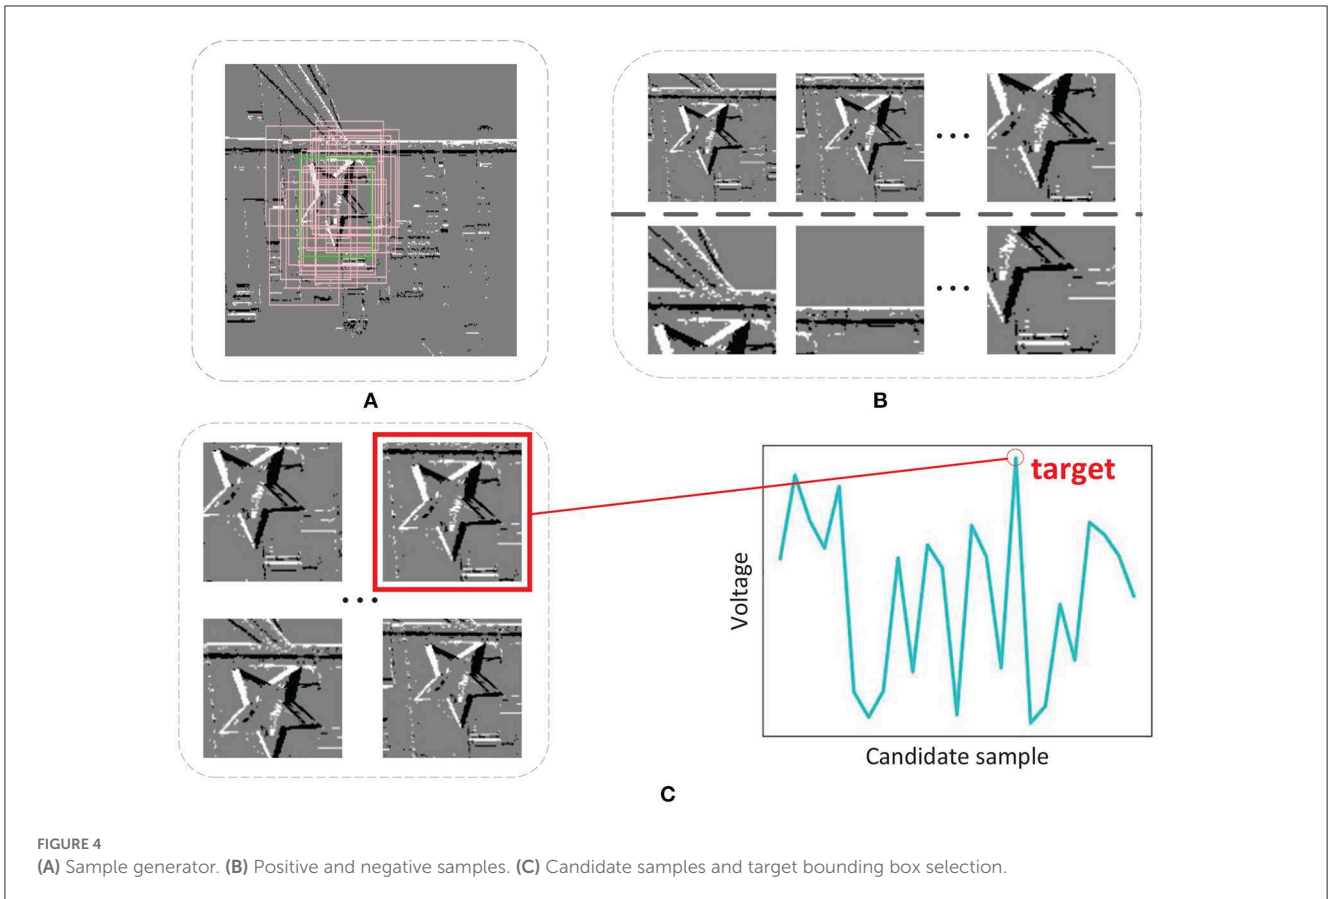 A
B
target
Voltage
Candidate sample
C
FIGURE 4
(A) Sample generator. (B) Positive and negative samples. (C) Candidate samples and target bounding box selection.